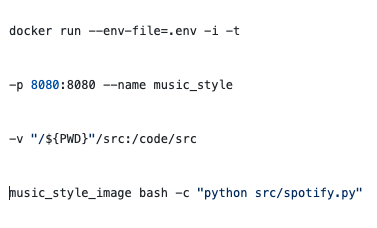 docker run --env-file=.env -i -t
-p 8080:8080 --name music_style
-v "/${PWD}"/src:/code/src
music_style_image bash -c "python src/spotify.py"